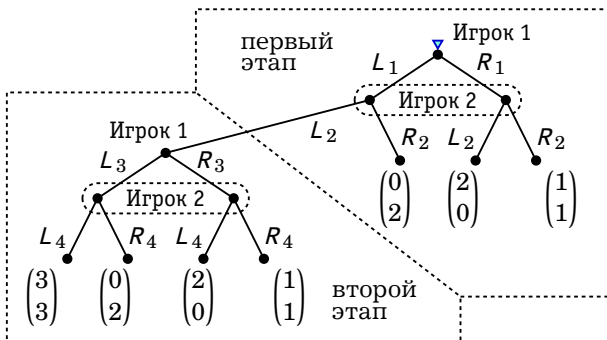 первый
этап
Игрок 1
L₁ R₁
Игрок 2
L₂ R₂ L₂ R₂
(0 2) (2 0) (1 1)
Игрок 1
L₃ R₃
Игрок 2
L₄ R₄ L₄ R₄
(3 3) (0 2) (2 0) (1 1)
второй
этап